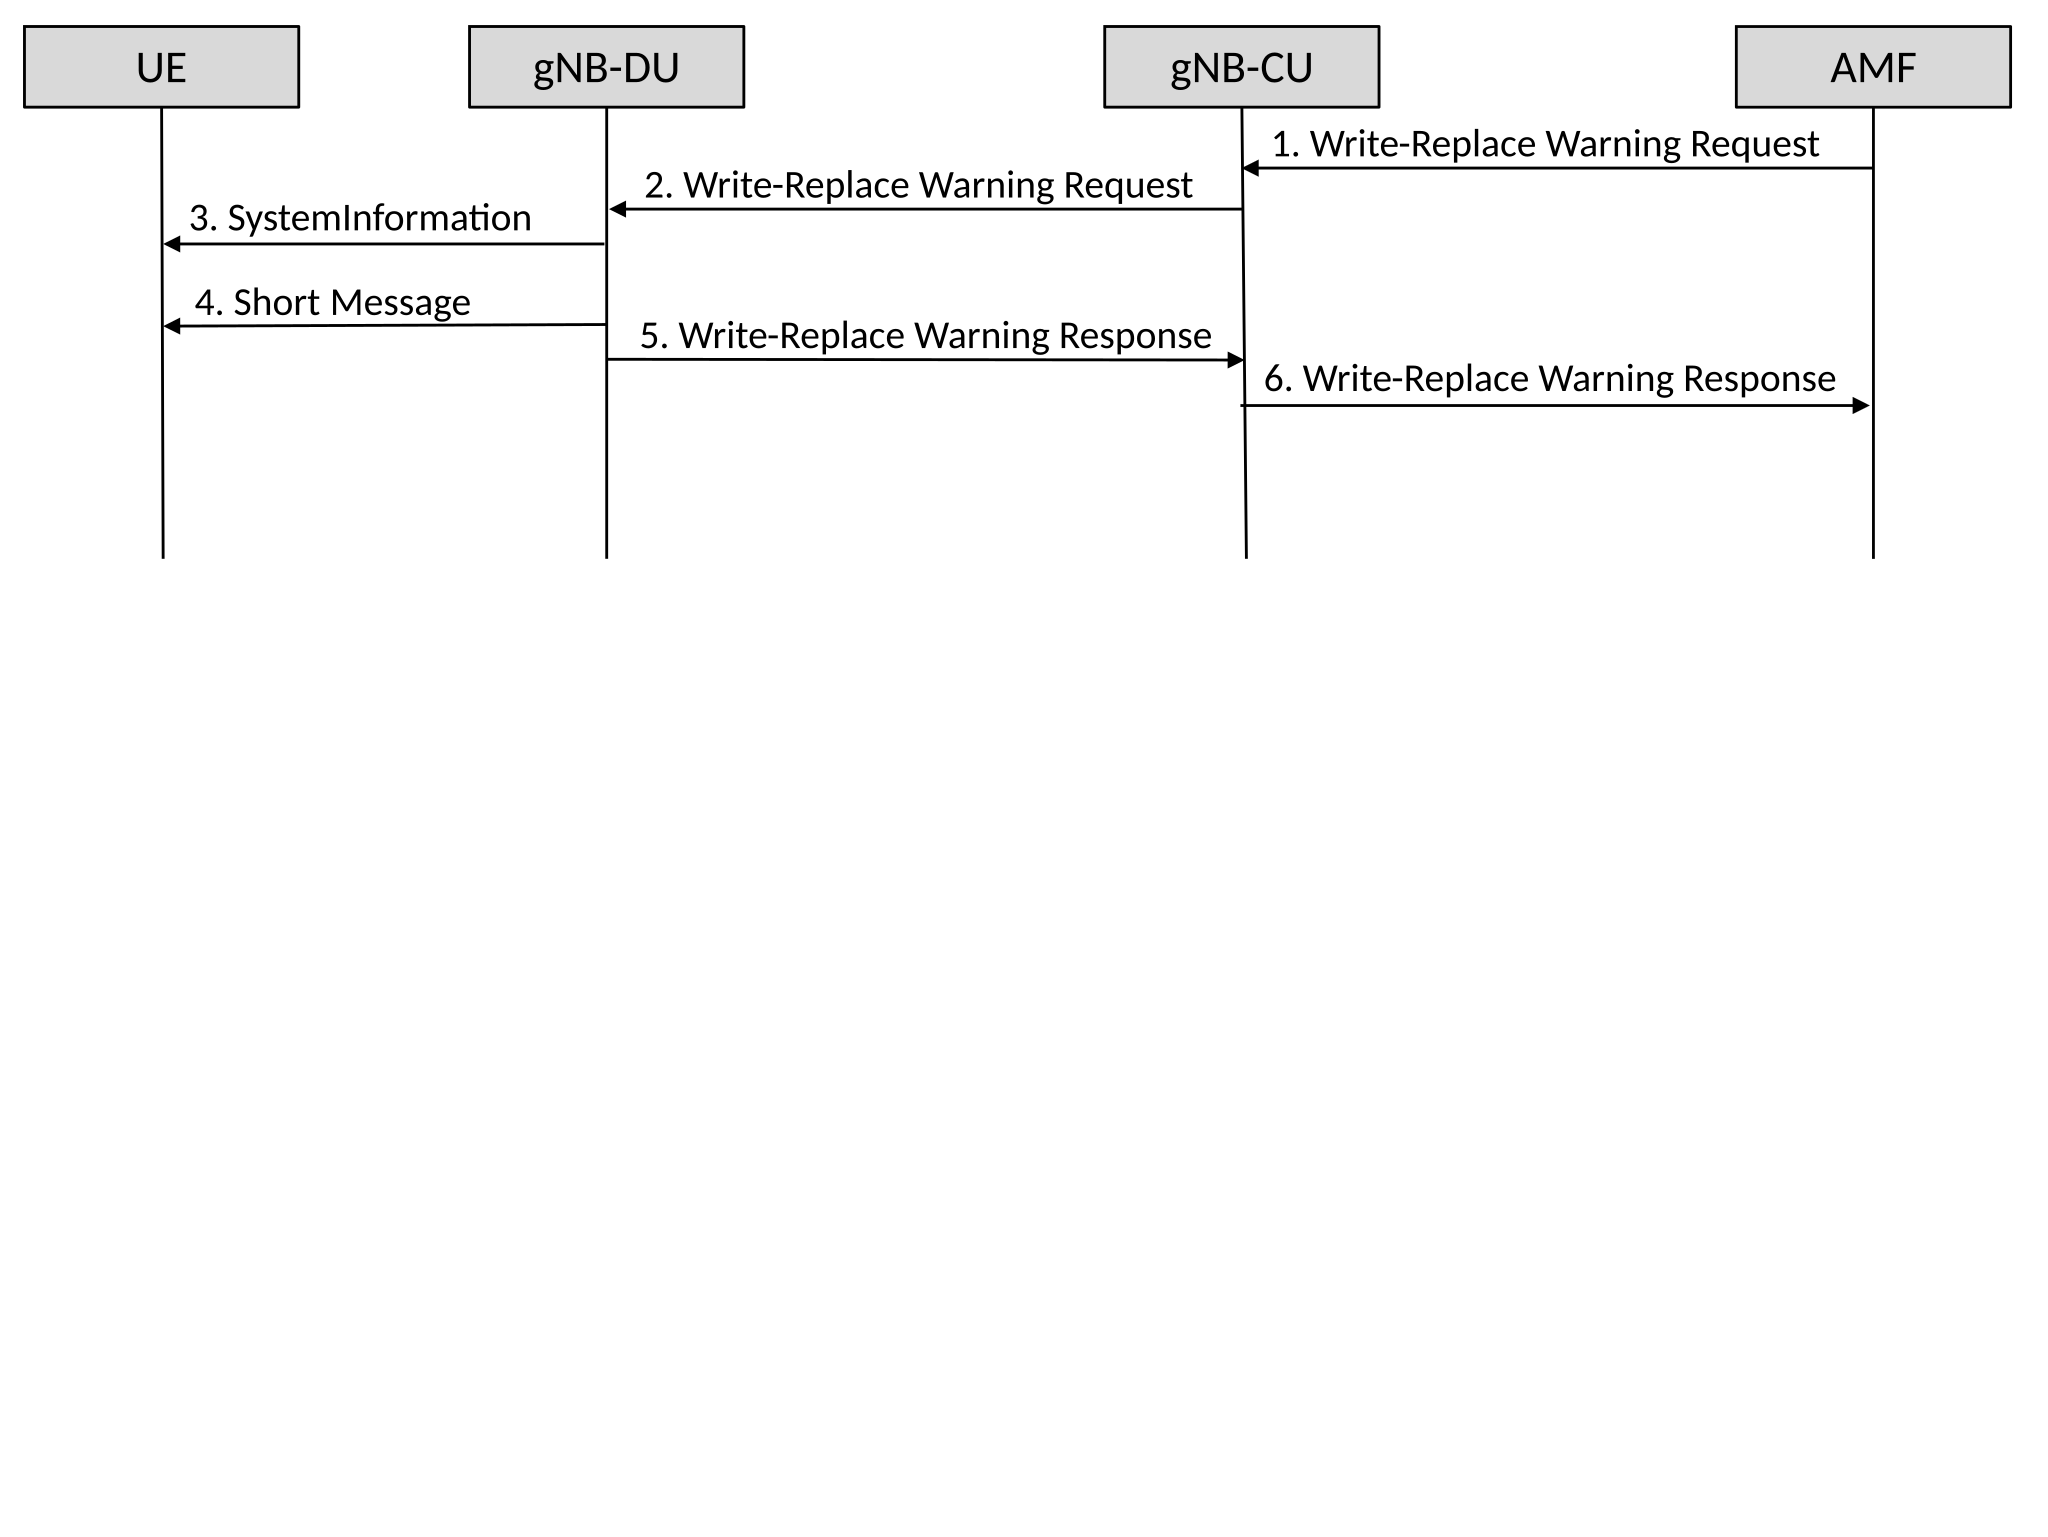 UE
gNB-DU
gNB-CU
AMF
1. Write-Replace Warning Request
2. Write-Replace Warning Request
3. SystemInformation
4. Short Message
5. Write-Replace Warning Response
6. Write-Replace Warning Response